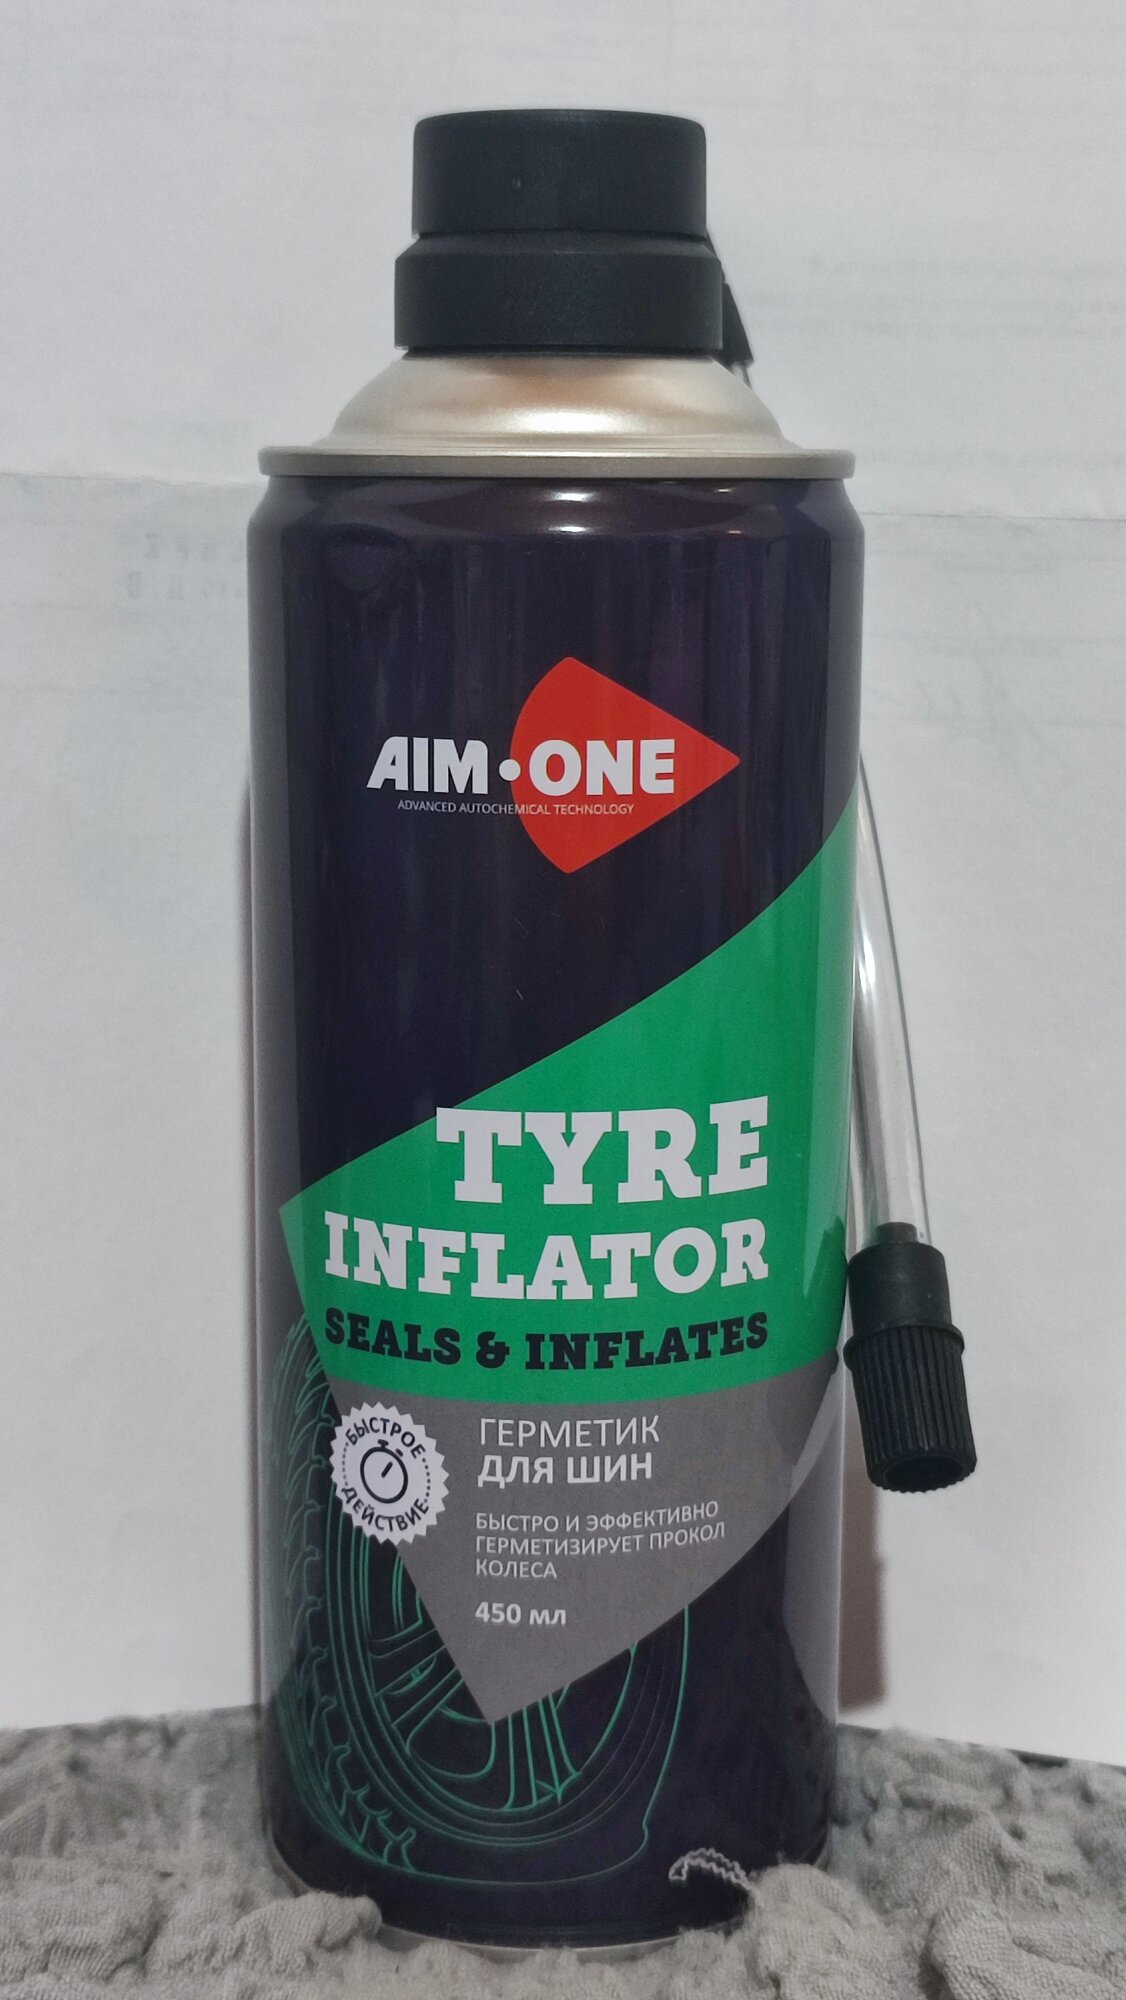 AIM·ONE
ADVANCED AUTOCHEMICAL TECHNOLOGY
TYRE
INFLATOR
SEALS & INFLATES
БЫСТРОЕ
ДЕЙСТВИЕ
ГЕРМЕТИК
ДЛЯ ШИН
БЫСТРО И ЭФФЕКТИВНО
ГЕРМЕТИЗИРУЕТ ПРОКОЛ
КОЛЕСА
450 мл